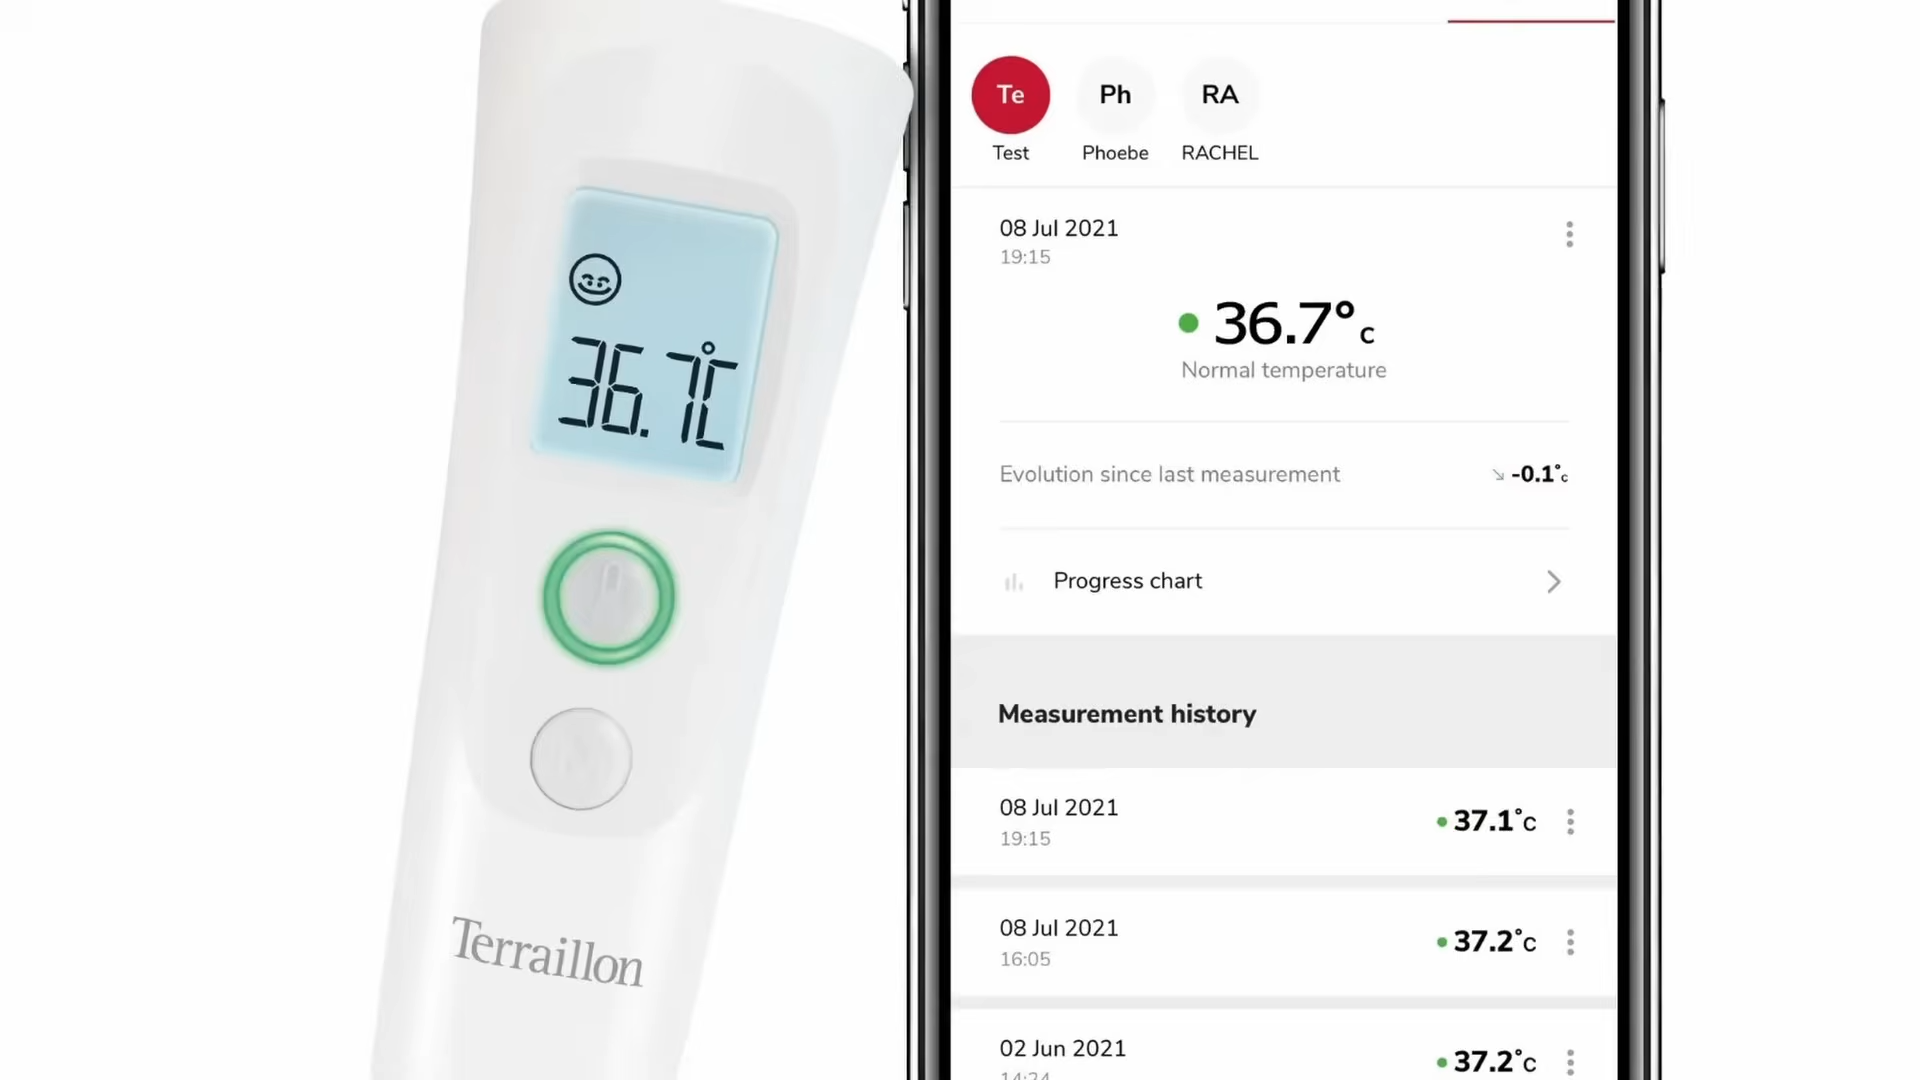 36.7°C
Terraillon
Te
Ph
RA
Test
Phoebe
RACHEL
08 Jul 2021
19:15
36.7°c
Normal temperature
Evolution since last measurement
-0.1°c
Progress chart
Measurement history
08 Jul 2021
19:15
37.1°c
08 Jul 2021
16:05
37.2°c
02 Jun 2021
37.2°c